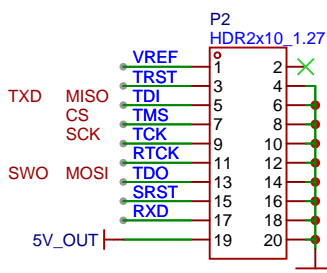 P2
HDR2x10_1.27
VREF 1 2
TRST 3 4
TXD MISO TDI 5 6
CS TMS 7 8
SCK TCK 9 10
RTCK 11 12
SWO MOSI TDO 13 14
SRST 15 16
RXD 17 18
5V_OUT 19 20